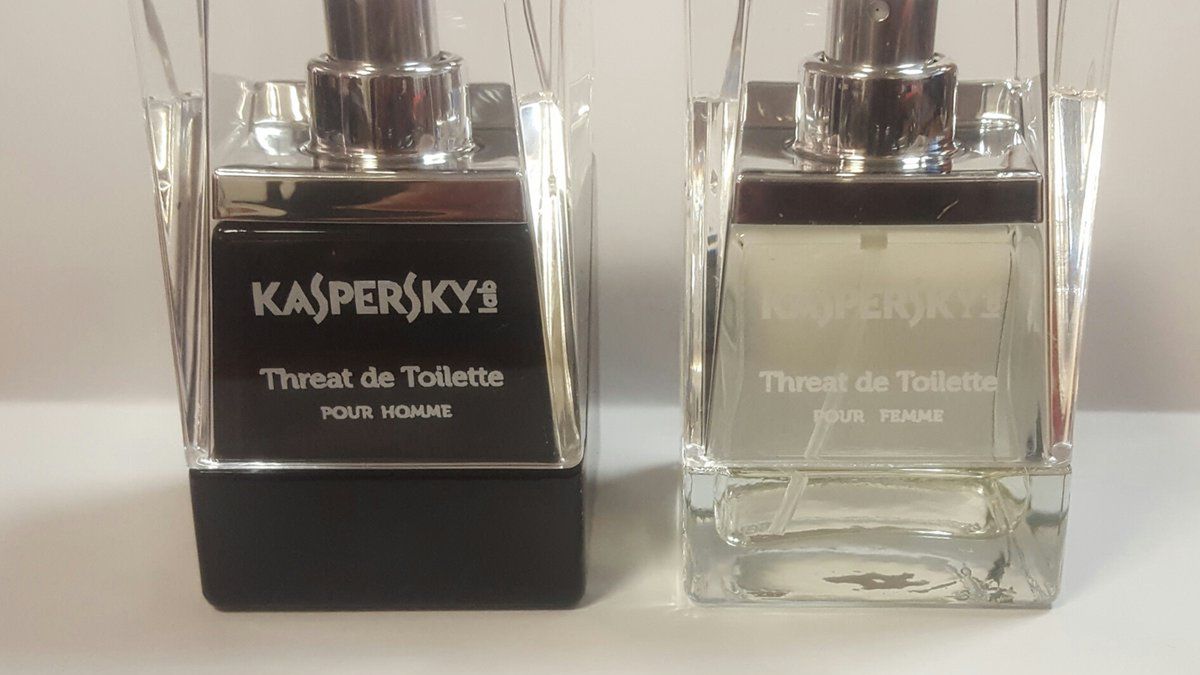 KASPERSKY lab
Threat de Toilette
POUR HOMME
KASPERSKY
Threat de Toilette
POUR FEMME